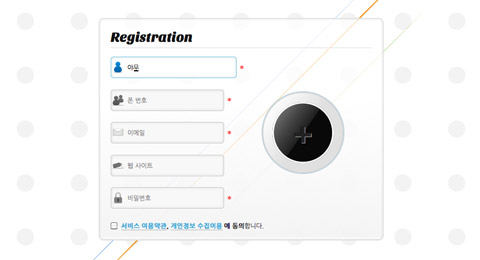 Registration
야모
*
폰 번호
*
이메일
*
웹 사이트
비밀번호
*
서비스 이용약관, 개인정보 수집이용 에 동의합니다.